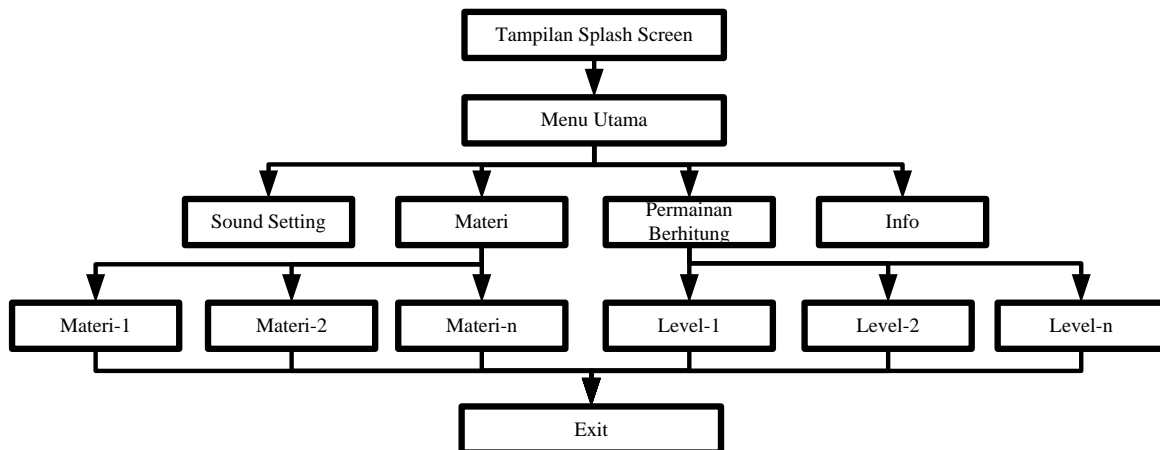 Tampilan Splash Screen
Menu Utama
Sound Setting
Materi
Permainan
Berhitung
Info
Materi-1
Materi-2
Materi-n
Level-1
Level-2
Level-n
Exit